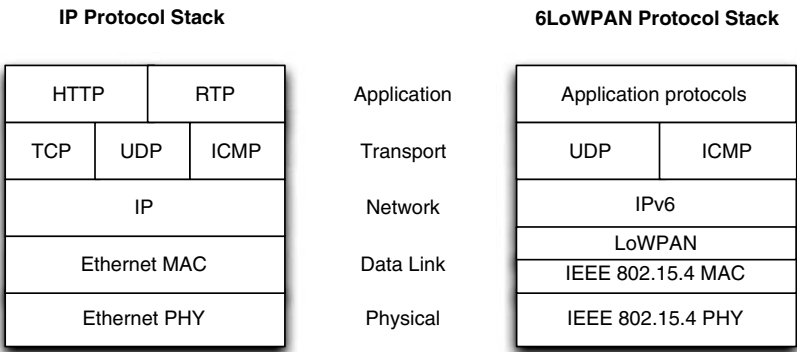 IP Protocol Stack
6LoWPAN Protocol Stack
HTTP RTP Application Application protocols
TCP UDP ICMP Transport UDP ICMP
IP Network IPv6
LoWPAN
Ethernet MAC Data Link
IEEE 802.15.4 MAC
Ethernet PHY Physical IEEE 802.15.4 PHY